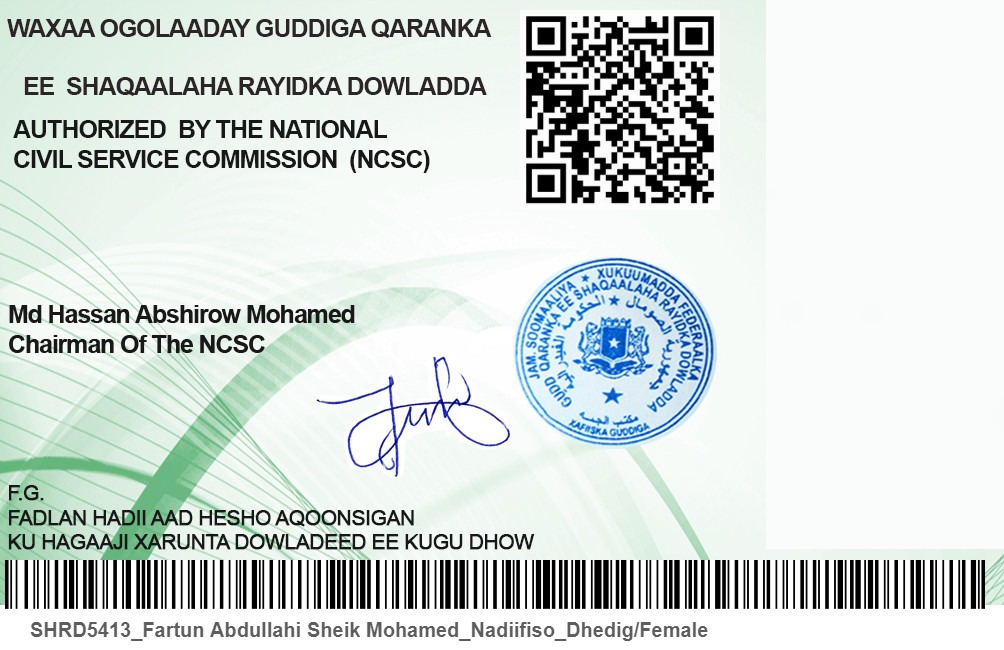 WAXAA OGOLAADAY GUDDIGA QARANKA
EE SHAQAALAHA RAYIDKA DOWLADDA
AUTHORIZED BY THE NATIONAL
CIVIL SERVICE COMMISSION (NCSC)
Md Hassan Abshirow Mohamed
Chairman Of The NCSC
JAM. SOOMAALIYA ★ XUKUUMADDA FEDERAALKA
GUDD QARANKA EE SHAQAALAHA RAYIDKA DOWLADDA
XAFIISKA GUDDIGA
F.G.
FADLAN HADII AAD HESHO AQOONSIGAN
KU HAGAAJI XARUNTA DOWLADEED EE KUGU DHOW
SHRD5413_Fartun Abdullahi Sheik Mohamed_Nadiifiso_Dhedig/Female